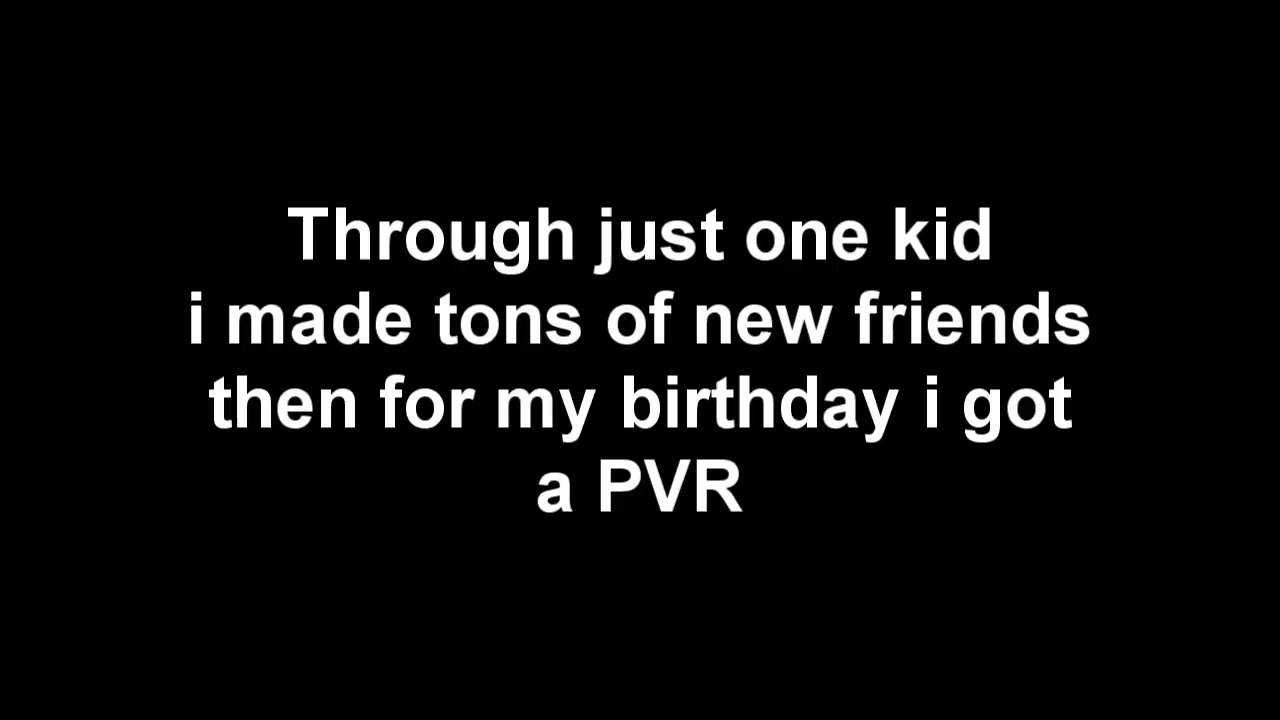 Through just one kid
i made tons of new friends
then for my birthday i got
a PVR